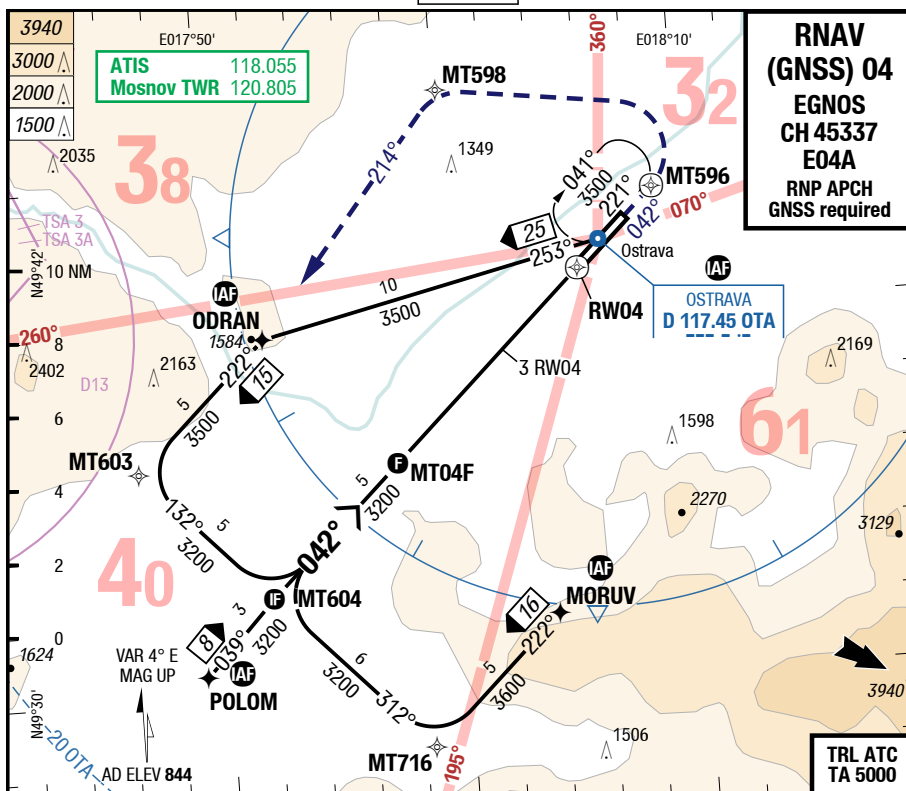 3940
3000
2000
1500
E017°50'
ATIS 118.055
Mosnov TWR 120.805
360°
E018°10'
RNAV
(GNSS) 04
EGNOS
CH 45337
E04A
RNP APCH
GNSS required
MT598
32
38
2035
1349
214°
041°
3500
221°
042°
MT596
070°
TSA 3
TSA 3A
25
253°
Ostrava
N49°42'
10 NM
IAF
ODRAN
1584
10
3500
RW04
IAF
OSTRAVA
D 117.45 OTA
260°
8
2402
2163
D13
222°
15
3 RW04
2169
6
5
3500
1598
61
MT603
F
MT04F
5
3200
4
132°
5
3200
042°
2270
3129
40
2
IF
MT604
3
3200
IAF
MORUV
16
222°
0
8
039°
IAF
POLOM
6
3200
312°
5
3600
1624
VAR 4° E
MAG UP
3940
N49°30'
20 OTA
AD ELEV 844
MT716
195°
1506
TRL ATC
TA 5000